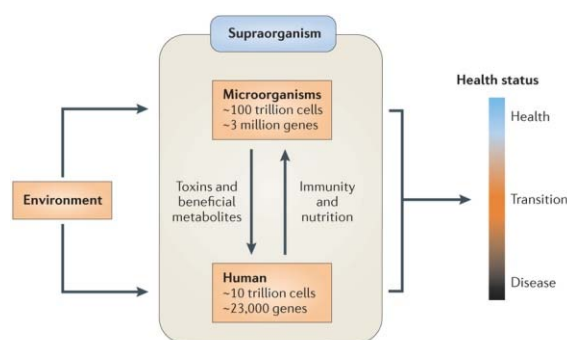 Supraorganism
Microorganisms
~100 trillion cells
~3 million genes
Health status
Health
Environment
Toxins and
beneficial
metabolites
Immunity
and
nutrition
Transition
Human
~10 trillion cells
~23,000 genes
Disease